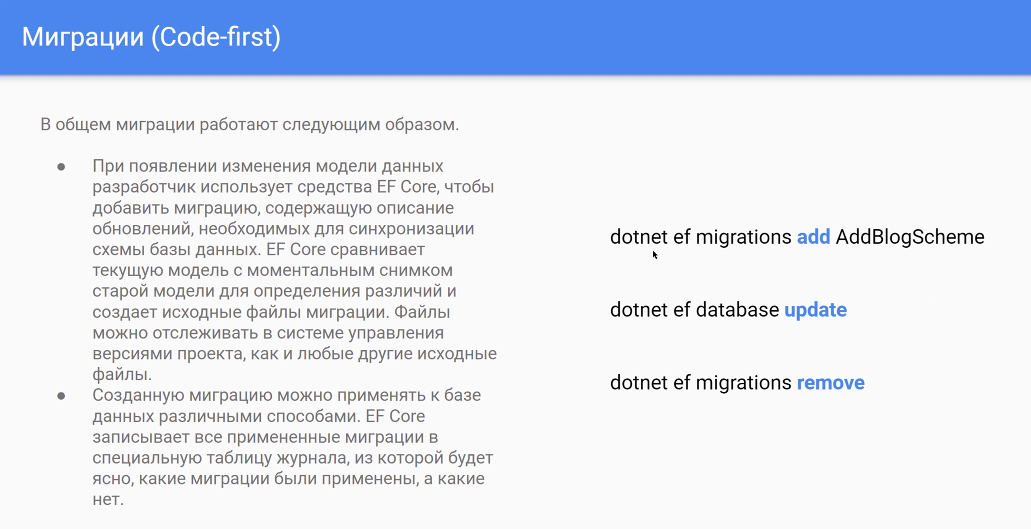 Миграции (Code-first)
В общем миграции работают следующим образом.
● При появлении изменения модели данных
разработчик использует средства EF Core, чтобы
добавить миграцию, содержащую описание
обновлений, необходимых для синхронизации
схемы базы данных. EF Core сравнивает
текущую модель с моментальным снимком
старой модели для определения различий и
создает исходные файлы миграции. Файлы
можно отслеживать в системе управления
версиями проекта, как и любые другие исходные
файлы.
● Созданную миграцию можно применять к базе
данных различными способами. EF Core
записывает все примененные миграции в
специальную таблицу журнала, из которой будет
ясно, какие миграции были применены, а какие
нет.
dotnet ef migrations add AddBlogScheme
dotnet ef database update
dotnet ef migrations remove